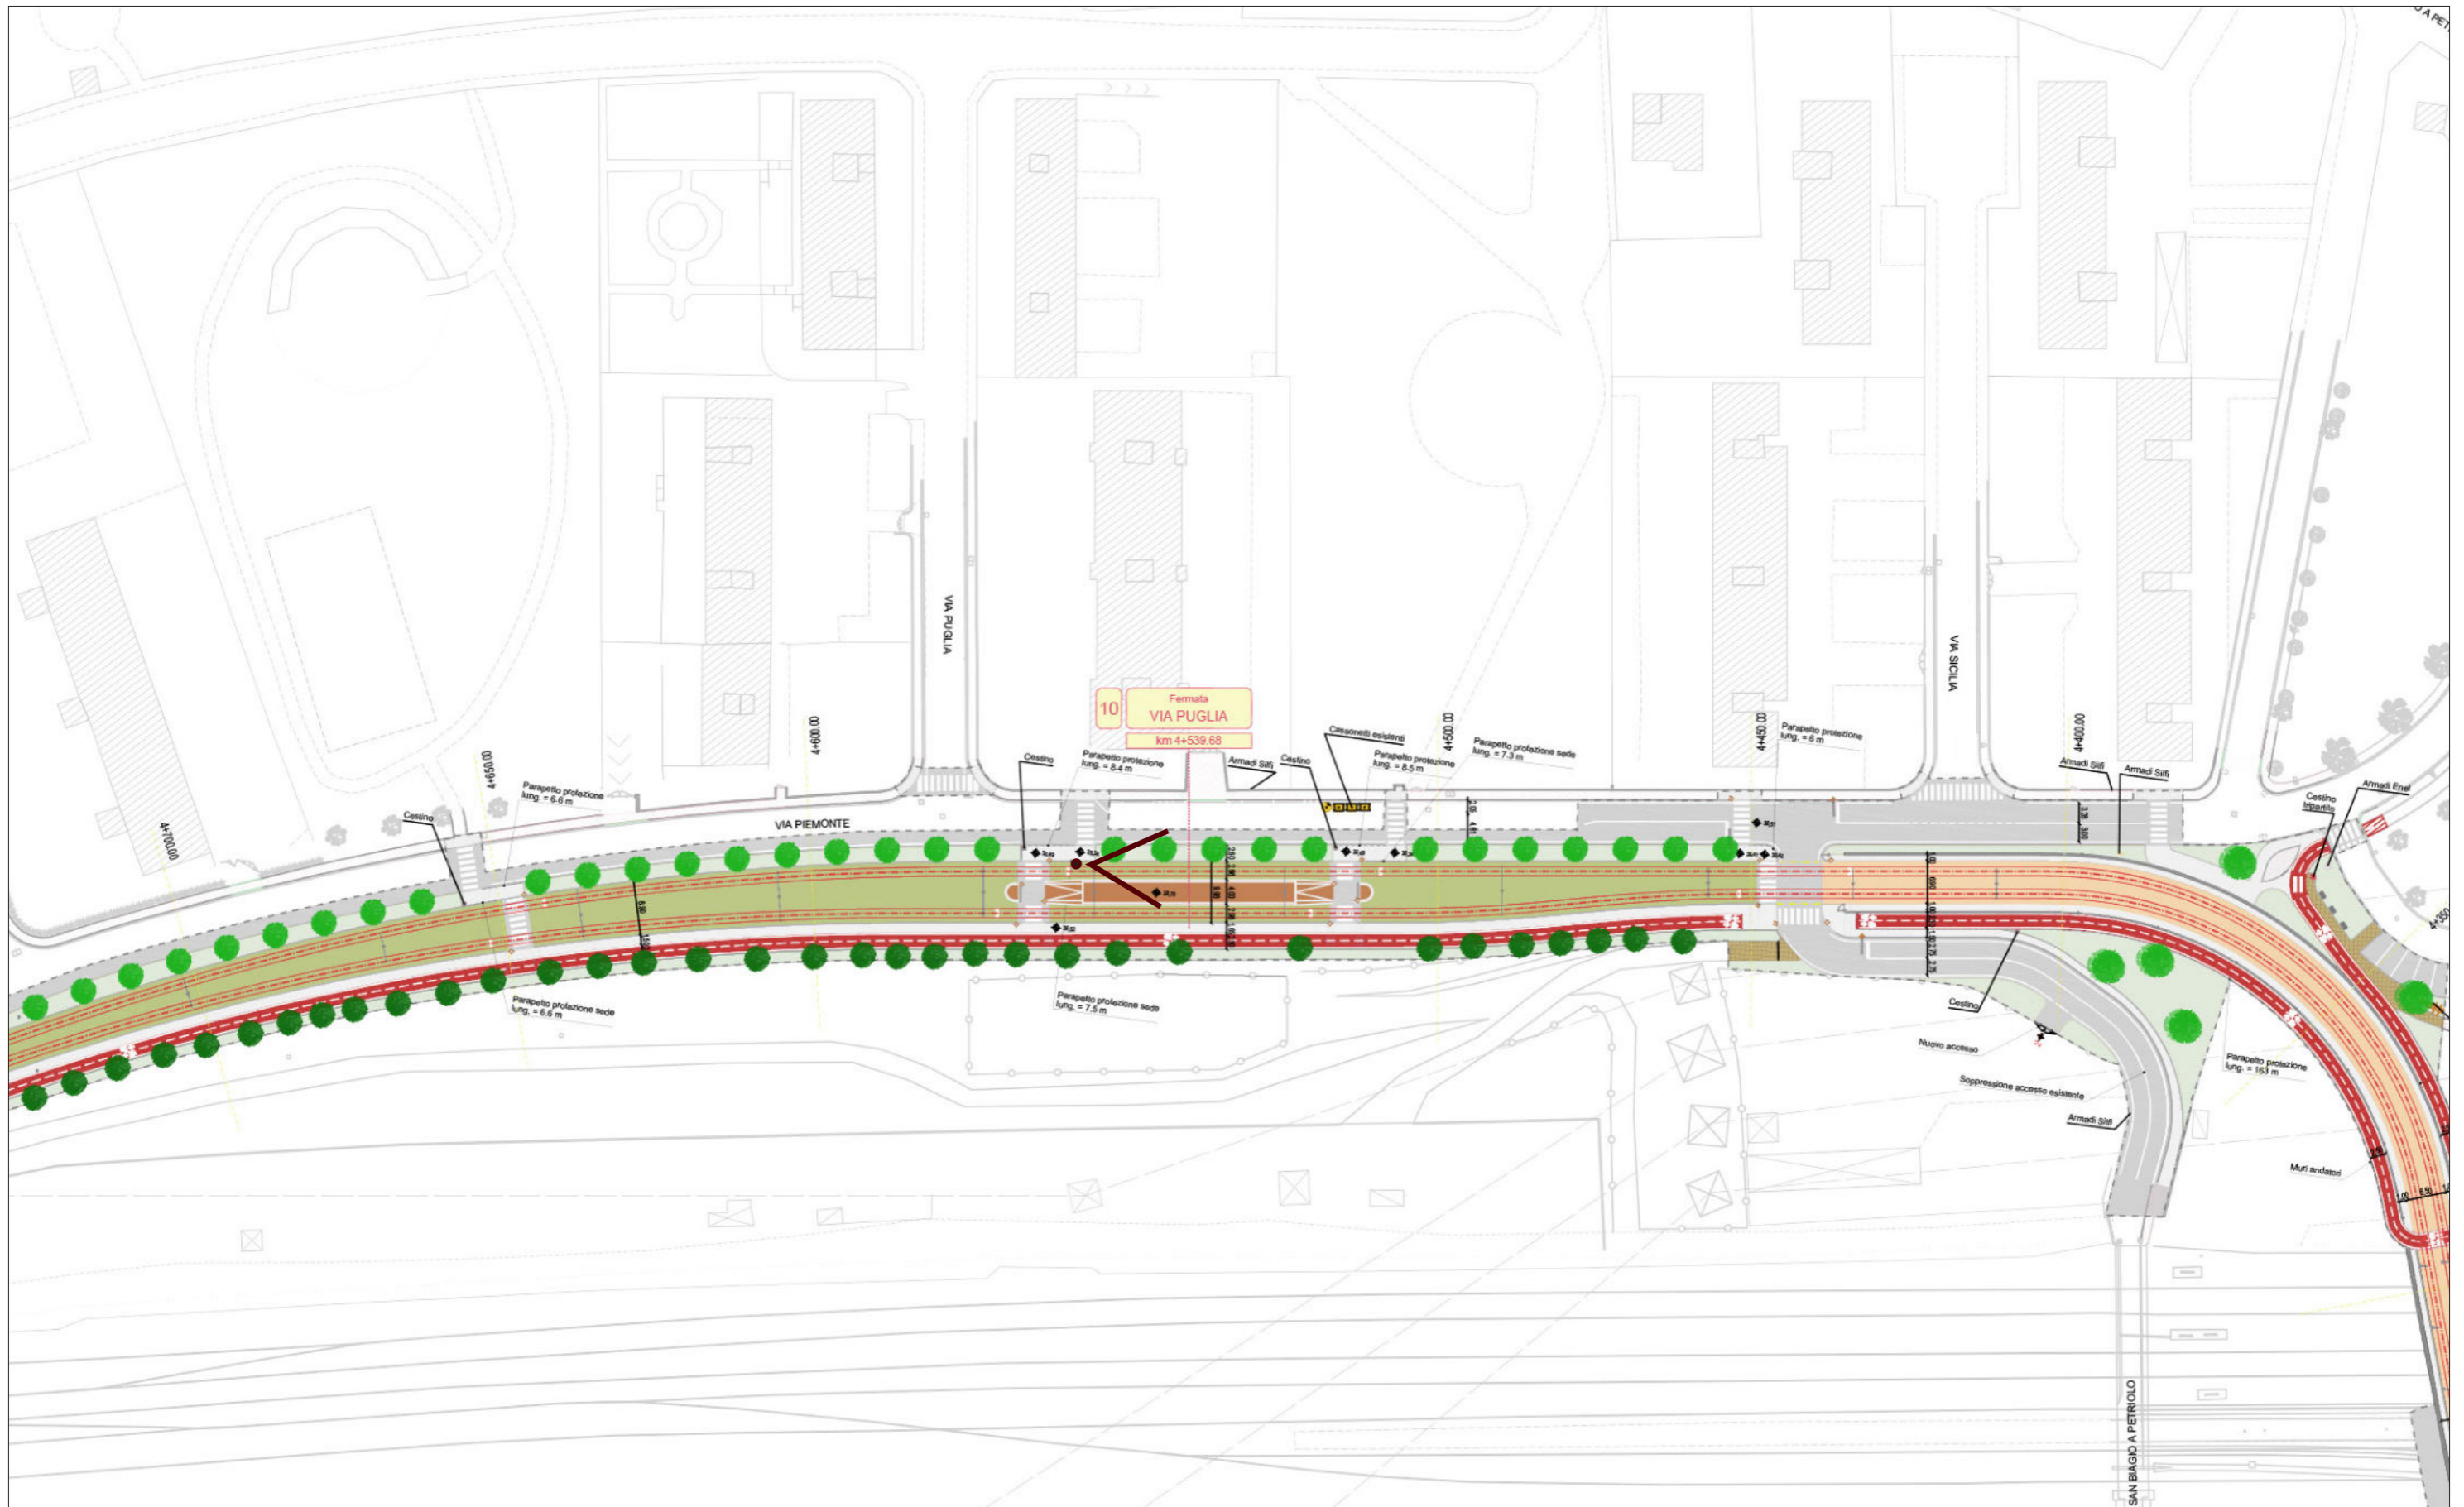 VIA PUGLIA
VIA SICILIA
10
Fermata
VIA PUGLIA
km 4+539.68
4+700.00
4+650.00
4+600.00
4+500.00
4+450.00
4+400.00
Cestino
Parapetto protezione
lung. = 6.6 m
VIA PIEMONTE
Cestino
Parapetto protezione
lung. = 8.4 m
Armadi Silfi
Cestino
Cassonetti esistenti
Parapetto protezione
lung. = 8.5 m
Parapetto protezione sede
lung. = 7.3 m
Parapetto protezione
lung. = 6 m
Armadi Silfi
Armadi Silfi
Cestino
tripartito
Armadi Enel
Parapetto protezione sede
lung. = 6.6 m
Parapetto protezione sede
lung. = 7.5 m
Cestino
Nuovo accesso
Soppressione accesso esistente
Armadi Silfi
Parapetto protezione
lung. = 163 m
Muri andatori
SAN BIAGIO A PETRIOLO